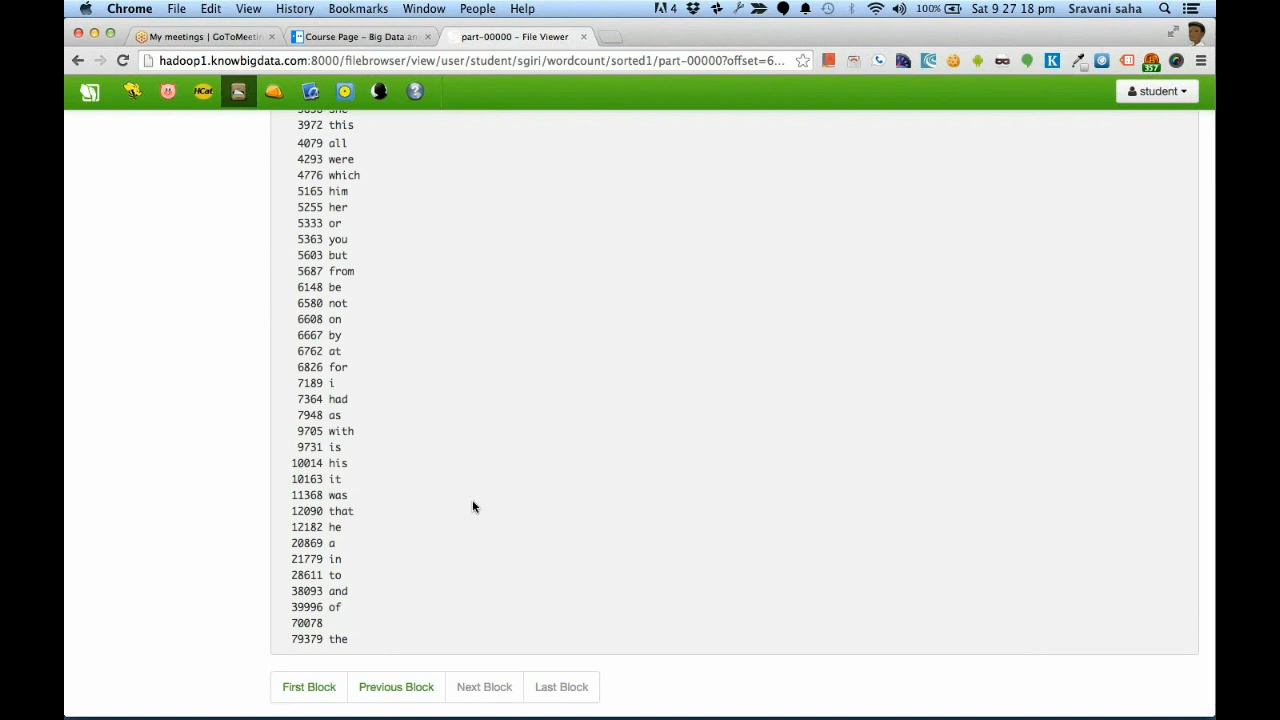 Chrome File Edit View History Bookmarks Window People Help 4 100% Sat 9 27 18 pm Sravani saha
My meetings | GoToMeetin
Course Page – Big Data an
part-00000 – File Viewer
hadoop1.knowbigdata.com:8000/filebrowser/view/user/student/sgiri/wordcount/sorted1/part-00000?offset=6...
357
HCat
student
she
3972 this
4079 all
4293 were
4776 which
5165 him
5255 her
5333 or
5363 you
5603 but
5687 from
6148 be
6580 not
6608 on
6667 by
6762 at
6826 for
7189 i
7364 had
7948 as
9705 with
9731 is
10014 his
10163 it
11368 was
12090 that
12182 he
20869 a
21779 in
28611 to
38093 and
39996 of
70078
79379 the
First Block Previous Block Next Block Last Block